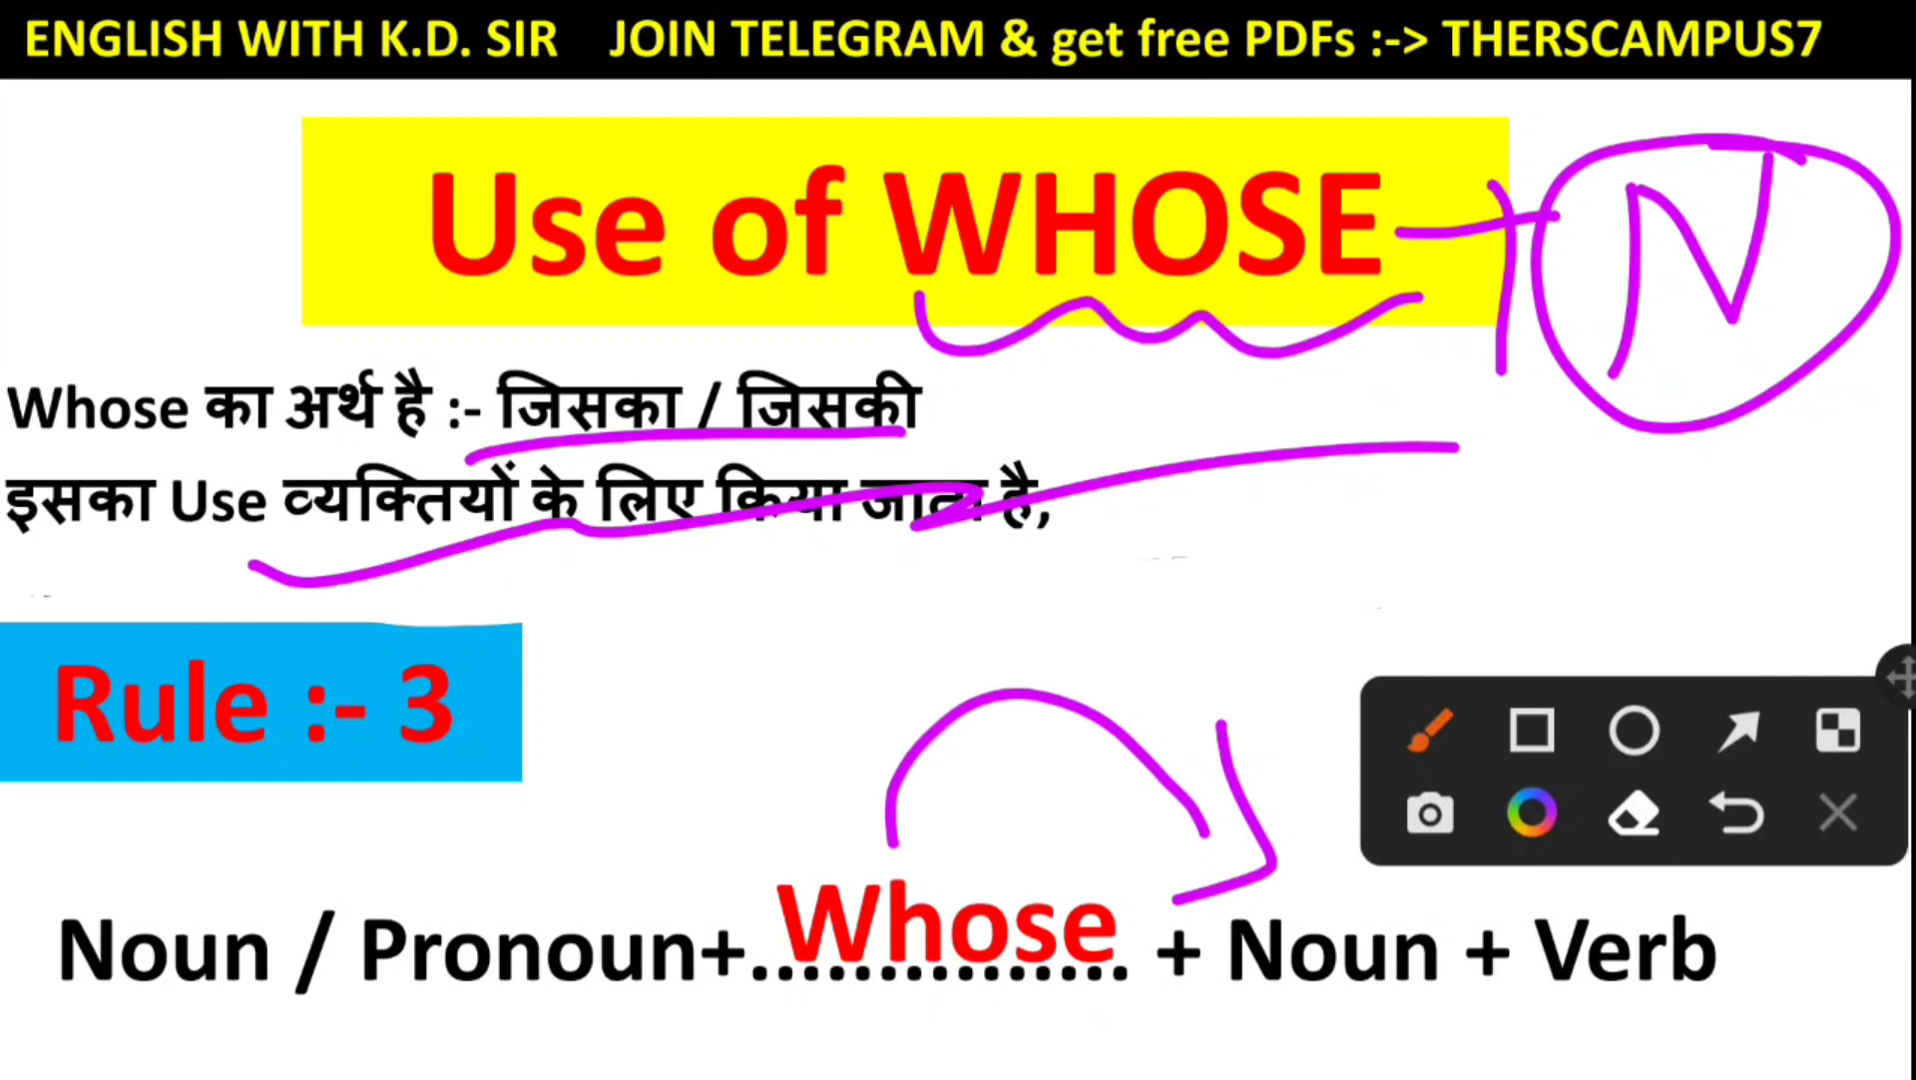 ENGLISH WITH K.D. SIR JOIN TELEGRAM & get free PDFs :-> THERSCAMPUS7
Use of WHOSE N
Whose का अर्थ है :- जिसका / जिसकी
इसका Use व्यक्तियों के लिए किया जाता है,
Rule :- 3
Noun / Pronoun+...Whose... + Noun + Verb